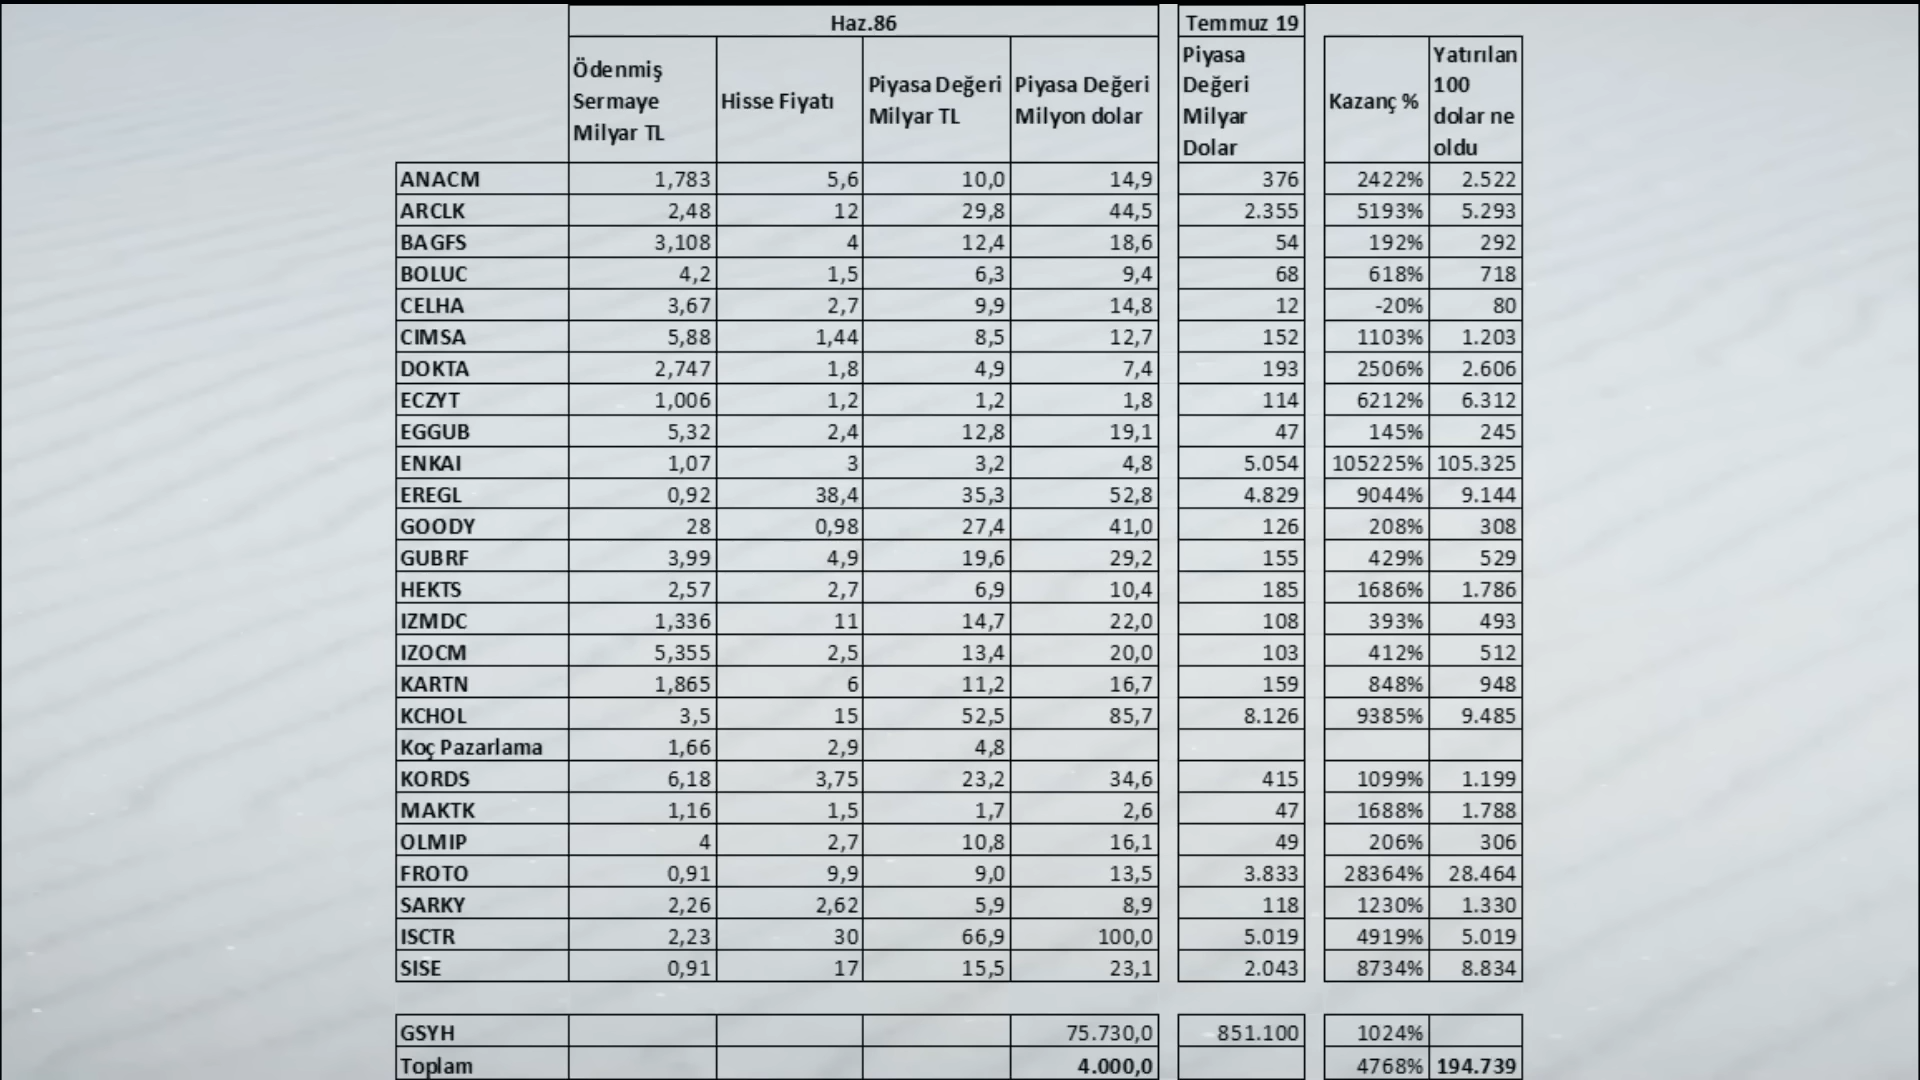 Haz.86 Temmuz 19
Ödenmiş Sermaye Milyar TL Hisse Fiyatı Piyasa Değeri Milyar TL Piyasa Değeri Milyon dolar Piyasa Değeri Milyar Dolar Kazanç % Yatırılan 100 dolar ne oldu
ANACM 1,783 5,6 10,0 14,9 376 2422% 2.522
ARCLK 2,48 12 29,8 44,5 2.355 5193% 5.293
BAGFS 3,108 4 12,4 18,6 54 192% 292
BOLUC 4,2 1,5 6,3 9,4 68 618% 718
CELHA 3,67 2,7 9,9 14,8 12 -20% 80
CIMSA 5,88 1,44 8,5 12,7 152 1103% 1.203
DOKTA 2,747 1,8 4,9 7,4 193 2506% 2.606
ECZYT 1,006 1,2 1,2 1,8 114 6212% 6.312
EGGUB 5,32 2,4 12,8 19,1 47 145% 245
ENKAI 1,07 3 3,2 4,8 5.054 105225% 105.325
EREGL 0,92 38,4 35,3 52,8 4.829 9044% 9.144
GOODY 28 0,98 27,4 41,0 126 208% 308
GUBRF 3,99 4,9 19,6 29,2 155 429% 529
HEKTS 2,57 2,7 6,9 10,4 185 1686% 1.786
IZMDC 1,336 11 14,7 22,0 108 393% 493
IZOCM 5,355 2,5 13,4 20,0 103 412% 512
KARTN 1,865 6 11,2 16,7 159 848% 948
KCHOL 3,5 15 52,5 85,7 8.126 9385% 9.485
Koç Pazarlama 1,66 2,9 4,8
KORDS 6,18 3,75 23,2 34,6 415 1099% 1.199
MAKTK 1,16 1,5 1,7 2,6 47 1688% 1.788
OLMIP 4 2,7 10,8 16,1 49 206% 306
FROTO 0,91 9,9 9,0 13,5 3.833 28364% 28.464
SARKY 2,26 2,62 5,9 8,9 118 1230% 1.330
ISCTR 2,23 30 66,9 100,0 5.019 4919% 5.019
SISE 0,91 17 15,5 23,1 2.043 8734% 8.834
GSYH 75.730,0 851.100 1024%
Toplam 4.000,0 4768% 194.739